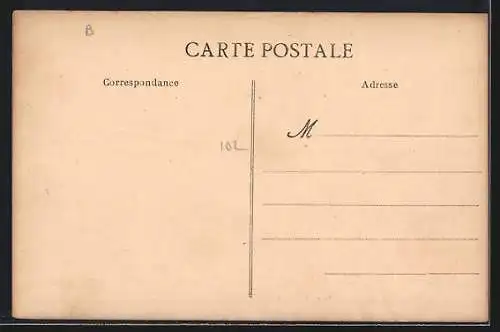 B
CARTE POSTALE
Correspondance
Adresse
M
102